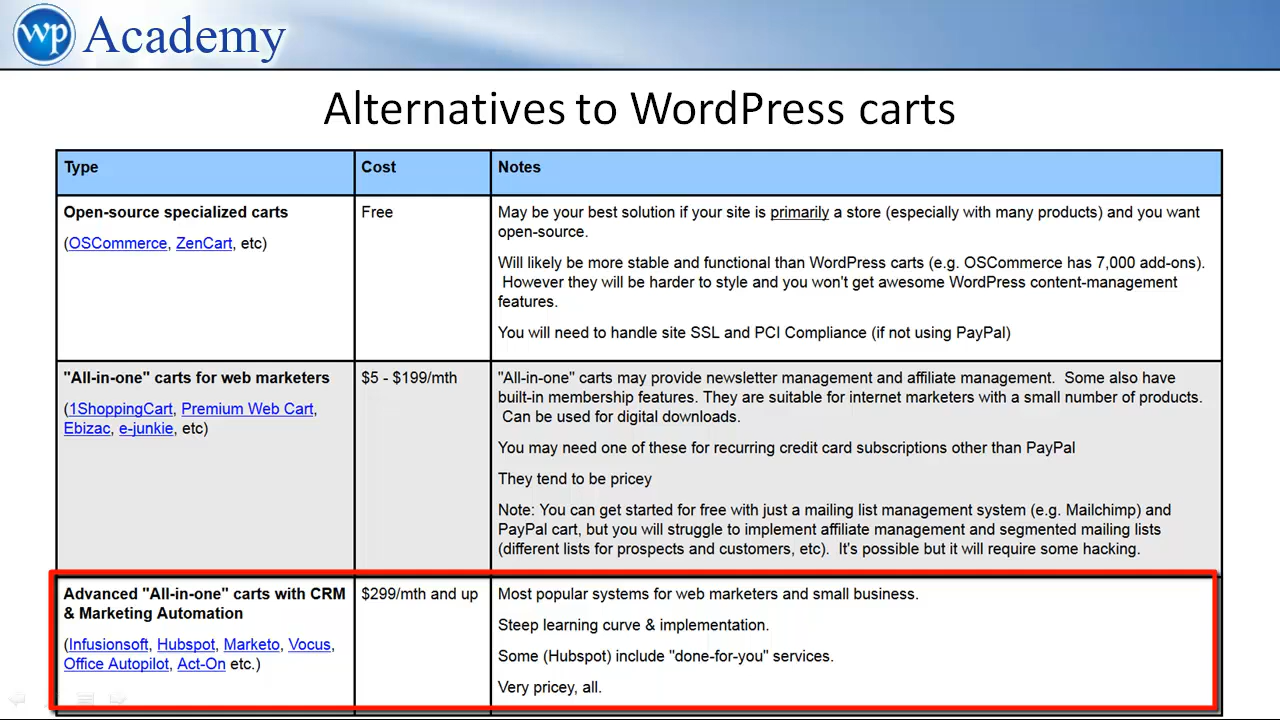 wp Academy
Alternatives to WordPress carts
Type
Cost
Notes
Open-source specialized carts
(OSCommerce, ZenCart, etc)
Free
May be your best solution if your site is primarily a store (especially with many products) and you want
open-source.
Will likely be more stable and functional than WordPress carts (e.g. OSCommerce has 7,000 add-ons).
However they will be harder to style and you won't get awesome WordPress content-management
features.
You will need to handle site SSL and PCI Compliance (if not using PayPal)
"All-in-one" carts for web marketers
(1ShoppingCart, Premium Web Cart,
Ebizac, e-junkie, etc)
$5 - $199/mth
"All-in-one" carts may provide newsletter management and affiliate management. Some also have
built-in membership features. They are suitable for internet marketers with a small number of products.
Can be used for digital downloads.
You may need one of these for recurring credit card subscriptions other than PayPal
They tend to be pricey
Note: You can get started for free with just a mailing list management system (e.g. Mailchimp) and
PayPal cart, but you will struggle to implement affiliate management and segmented mailing lists
(different lists for prospects and customers, etc). It's possible but it will require some hacking.
Advanced "All-in-one" carts with CRM
& Marketing Automation
(Infusionsoft, Hubspot, Marketo, Vocus,
Office Autopilot, Act-On etc.)
$299/mth and up
Most popular systems for web marketers and small business.
Steep learning curve & implementation.
Some (Hubspot) include "done-for-you" services.
Very pricey, all.